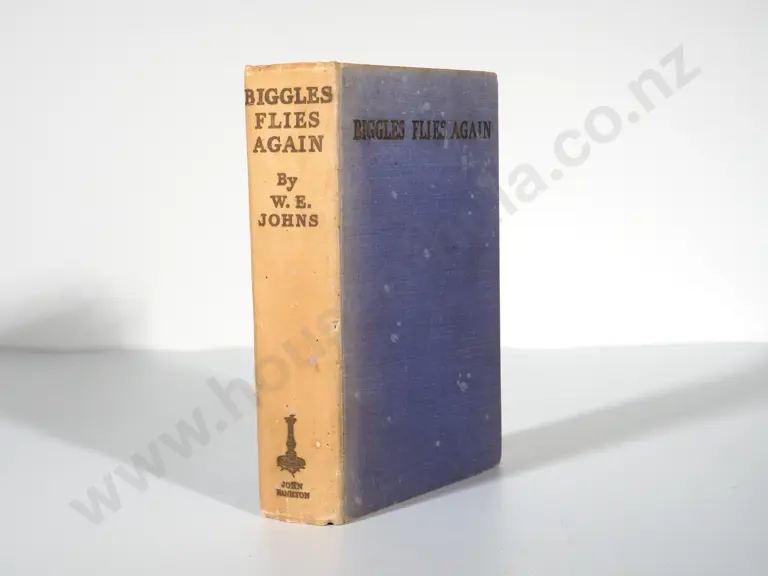 BIGGLES
FLIES
AGAIN
By
W. E.
JOHNS
JOHN
HAMILTON
BIGGLES FLIES AGAIN